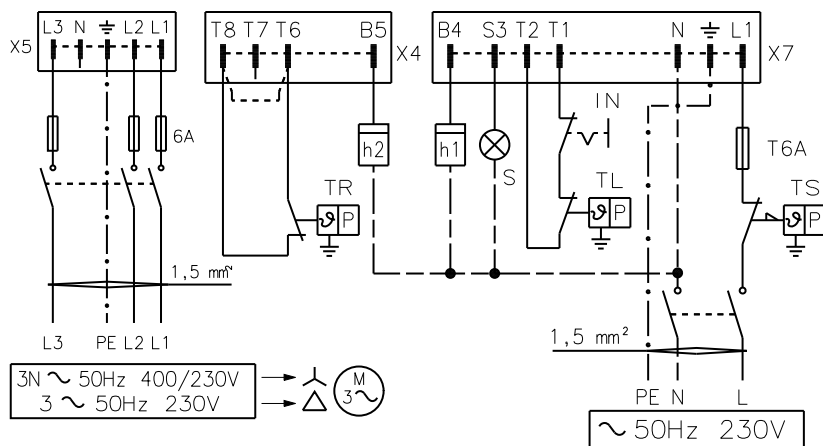 L3 N L2 L1
X5
T8 T7 T6 B5
X4
B4 S3 T2 T1 N L1
X7
6A
h2
h1
S
IN
T6A
TR
ϑ P
TL
ϑ P
TS
ϑ P
1,5 mm²
1,5 mm²
L3 PE L2 L1
3N ~ 50Hz 400/230V
3 ~ 50Hz 230V
M
3~
PE N L
~ 50Hz 230V